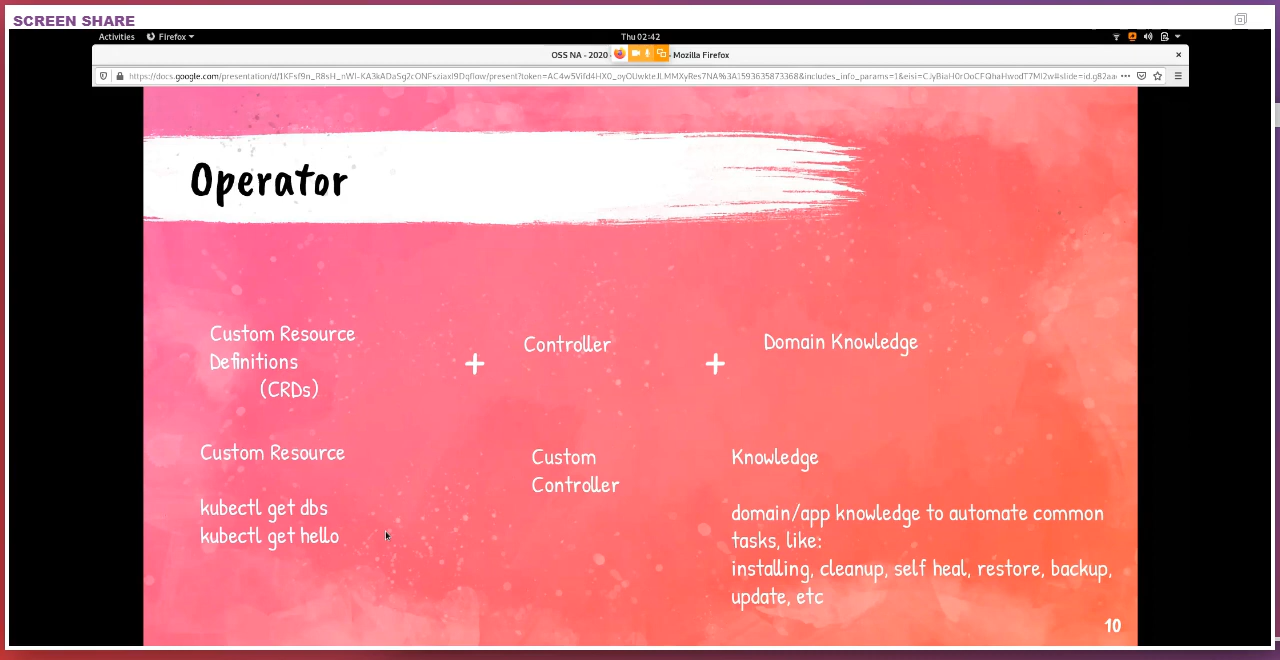 SCREEN SHARE
Activities Firefox Thu 02:42
OSS NA - 2020 - Mozilla Firefox
Operator
Custom Resource
Definitions
(CRDs)
+
Controller
+
Domain Knowledge
Custom Resource
kubectl get dbs
kubectl get hello
Custom
Controller
Knowledge
domain/app knowledge to automate common
tasks, like:
installing, cleanup, self heal, restore, backup,
update, etc
10